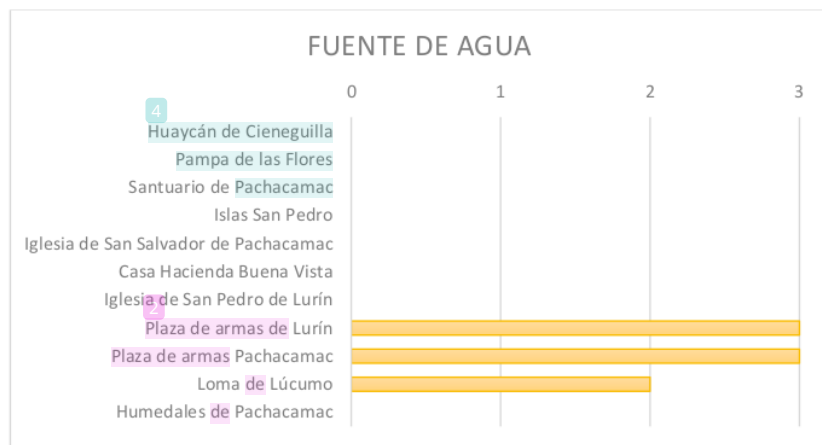 FUENTE DE AGUA
0 1 2 3
4
Huaycán de Cieneguilla
Pampa de las Flores
Santuario de Pachacamac
Islas San Pedro
Iglesia de San Salvador de Pachacamac
Casa Hacienda Buena Vista
Iglesia de San Pedro de Lurín
2
Plaza de armas de Lurín
Plaza de armas Pachacamac
Loma de Lúcumo
Humedales de Pachacamac